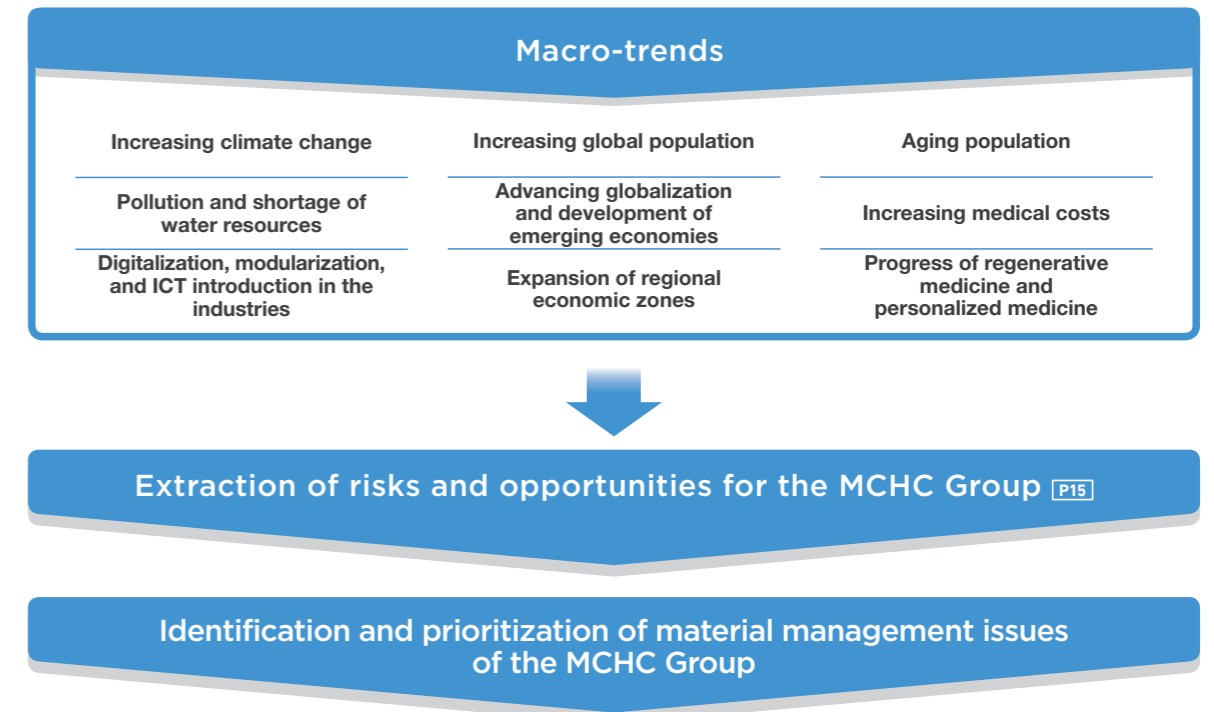 Macro-trends
Increasing climate change
Increasing global population
Aging population
Pollution and shortage of
water resources
Advancing globalization
and development of
emerging economies
Increasing medical costs
Digitalization, modularization,
and ICT introduction in the
industries
Expansion of regional
economic zones
Progress of regenerative
medicine and
personalized medicine
Extraction of risks and opportunities for the MCHC Group P15
Identification and prioritization of material management issues
of the MCHC Group